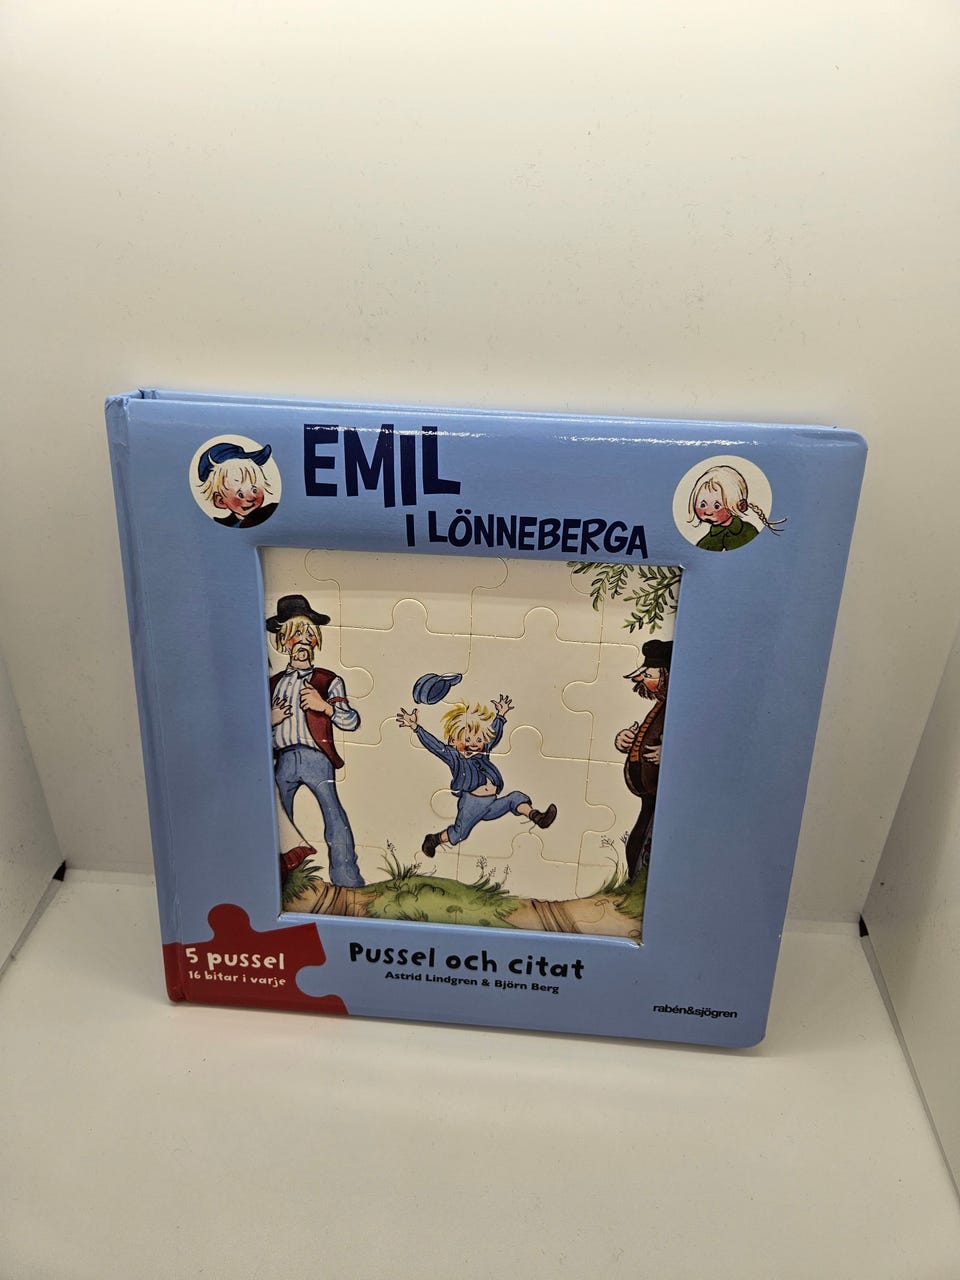 EMIL
I LÖNNEBERGA
5 pussel
16 bitar i varje
Pussel och citat
Astrid Lindgren & Björn Berg
rabén&sjögren